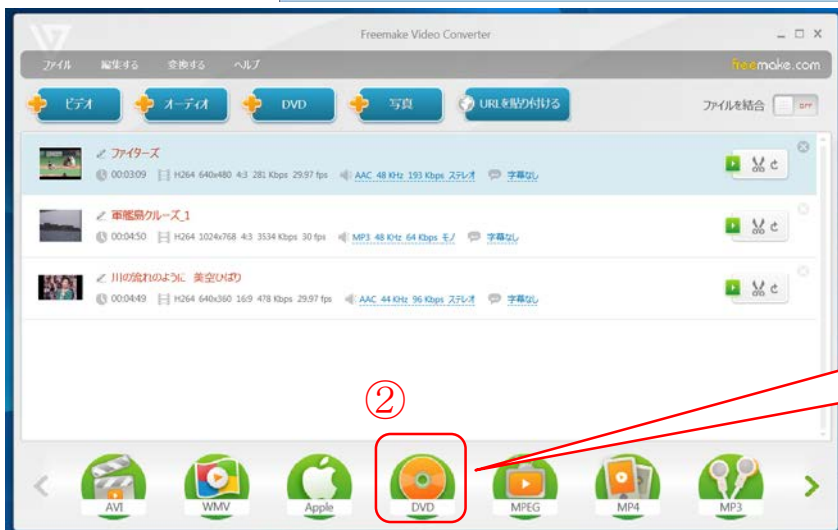 Freemake Video Converter
ファイル 編集する 変換する ヘルプ freemake.com
ビデオ オーディオ DVD 写真 URLを貼り付ける ファイルを結合 OFF
ファイターズ
00:03:09 H264 640x480 4:3 281 Kbps 29.97 fps AAC 48 KHz 193 Kbps ステレオ 字幕なし
軍艦島クルーズ_1
00:04:50 H264 1024x768 4:3 3534 Kbps 30 fps MP3 48 KHz 64 Kbps モノ 字幕なし
川の流れのように 美空ひばり
00:04:49 H264 640x360 16:9 478 Kbps 29.97 fps AAC 44 KHz 96 Kbps ステレオ 字幕なし
②
AVI WMV Apple DVD MPEG MP4 MP3